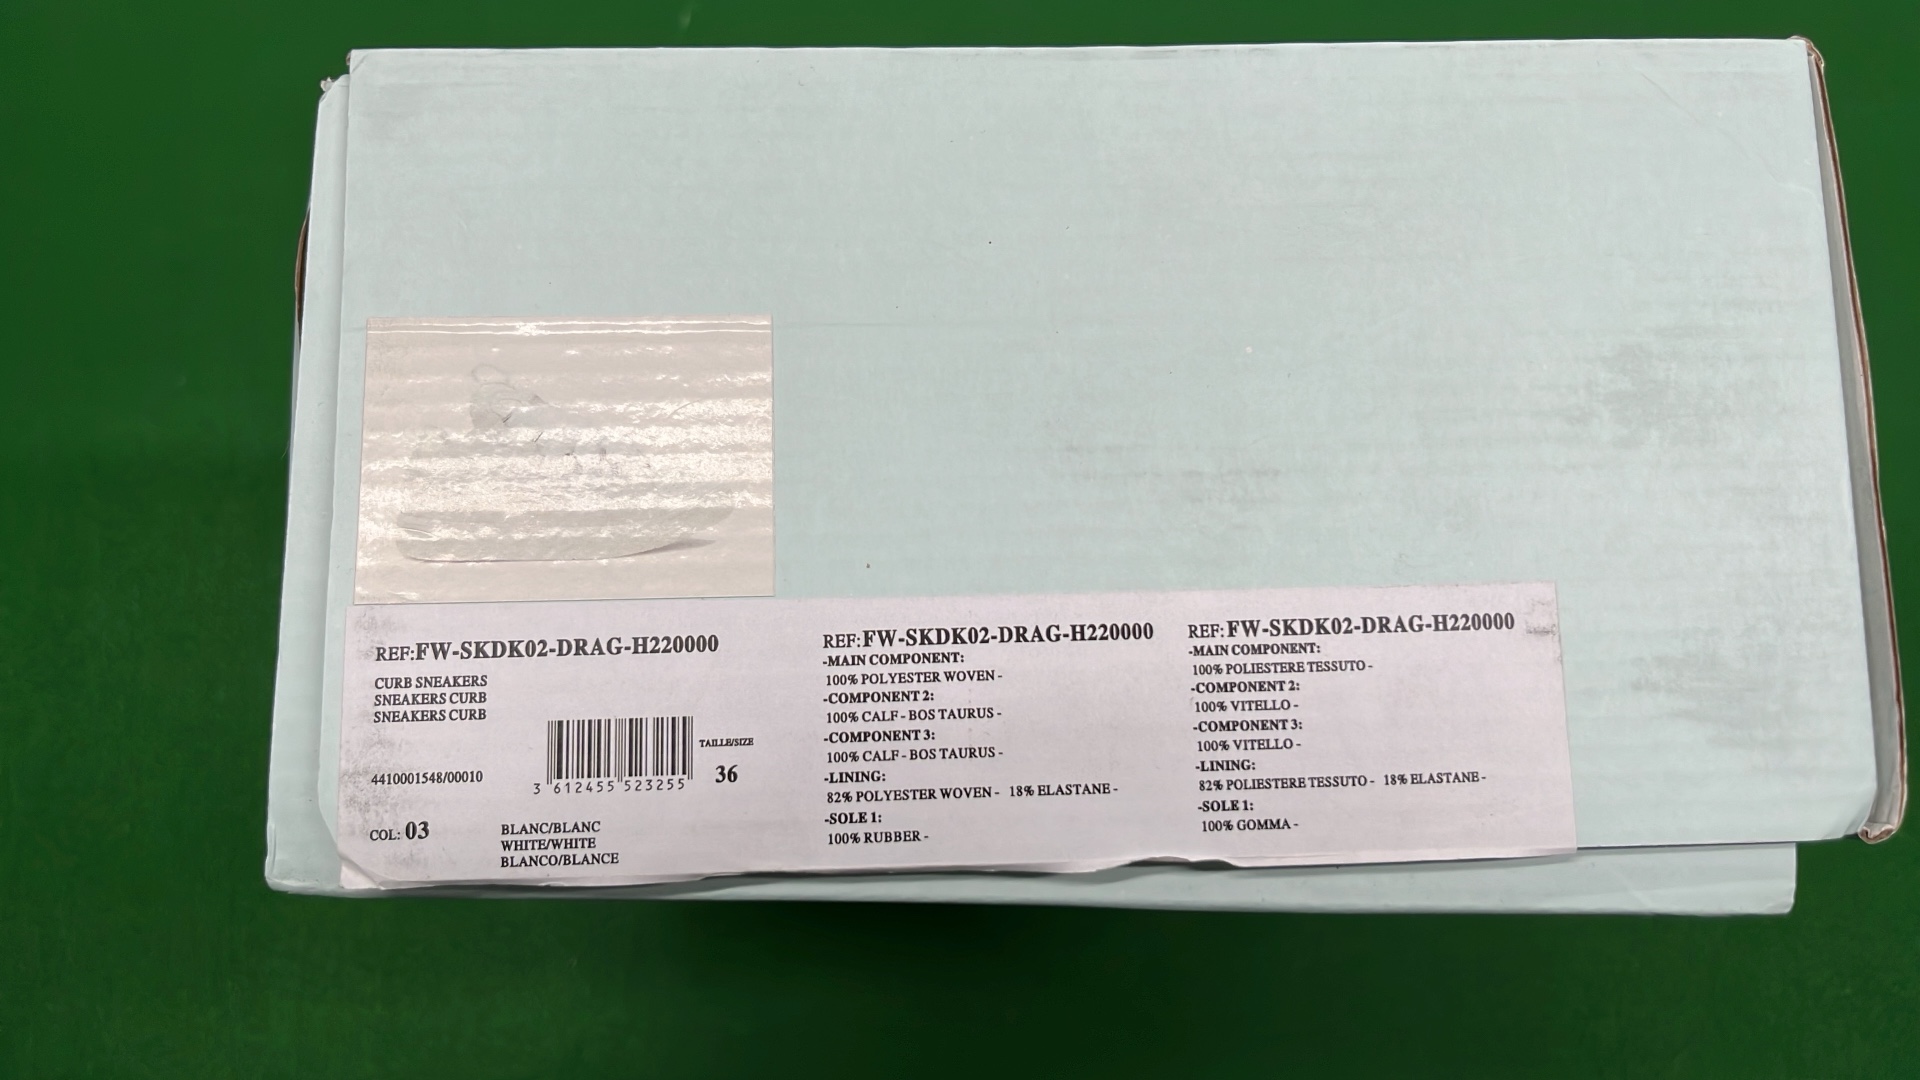 REF:FW-SKDK02-DRAG-H220000
CURB SNEAKERS
SNEAKERS CURB
SNEAKERS CURB
4410001548/00010
3 612455 523255
TAILLE/SIZE
36
COL: 03
BLANC/BLANC
WHITE/WHITE
BLANCO/BLANCE
REF:FW-SKDK02-DRAG-H220000
-MAIN COMPONENT:
100% POLYESTER WOVEN -
-COMPONENT 2:
100% CALF - BOS TAURUS -
-COMPONENT 3:
100% CALF - BOS TAURUS -
-LINING:
82% POLYESTER WOVEN - 18% ELASTANE -
-SOLE 1:
100% RUBBER -
REF:FW-SKDK02-DRAG-H220000
-MAIN COMPONENT:
100% POLIESTERE TESSUTO -
-COMPONENT 2:
100% VITELLO -
-COMPONENT 3:
100% VITELLO -
-LINING:
82% POLIESTERE TESSUTO - 18% ELASTANE -
-SOLE 1:
100% GOMMA -